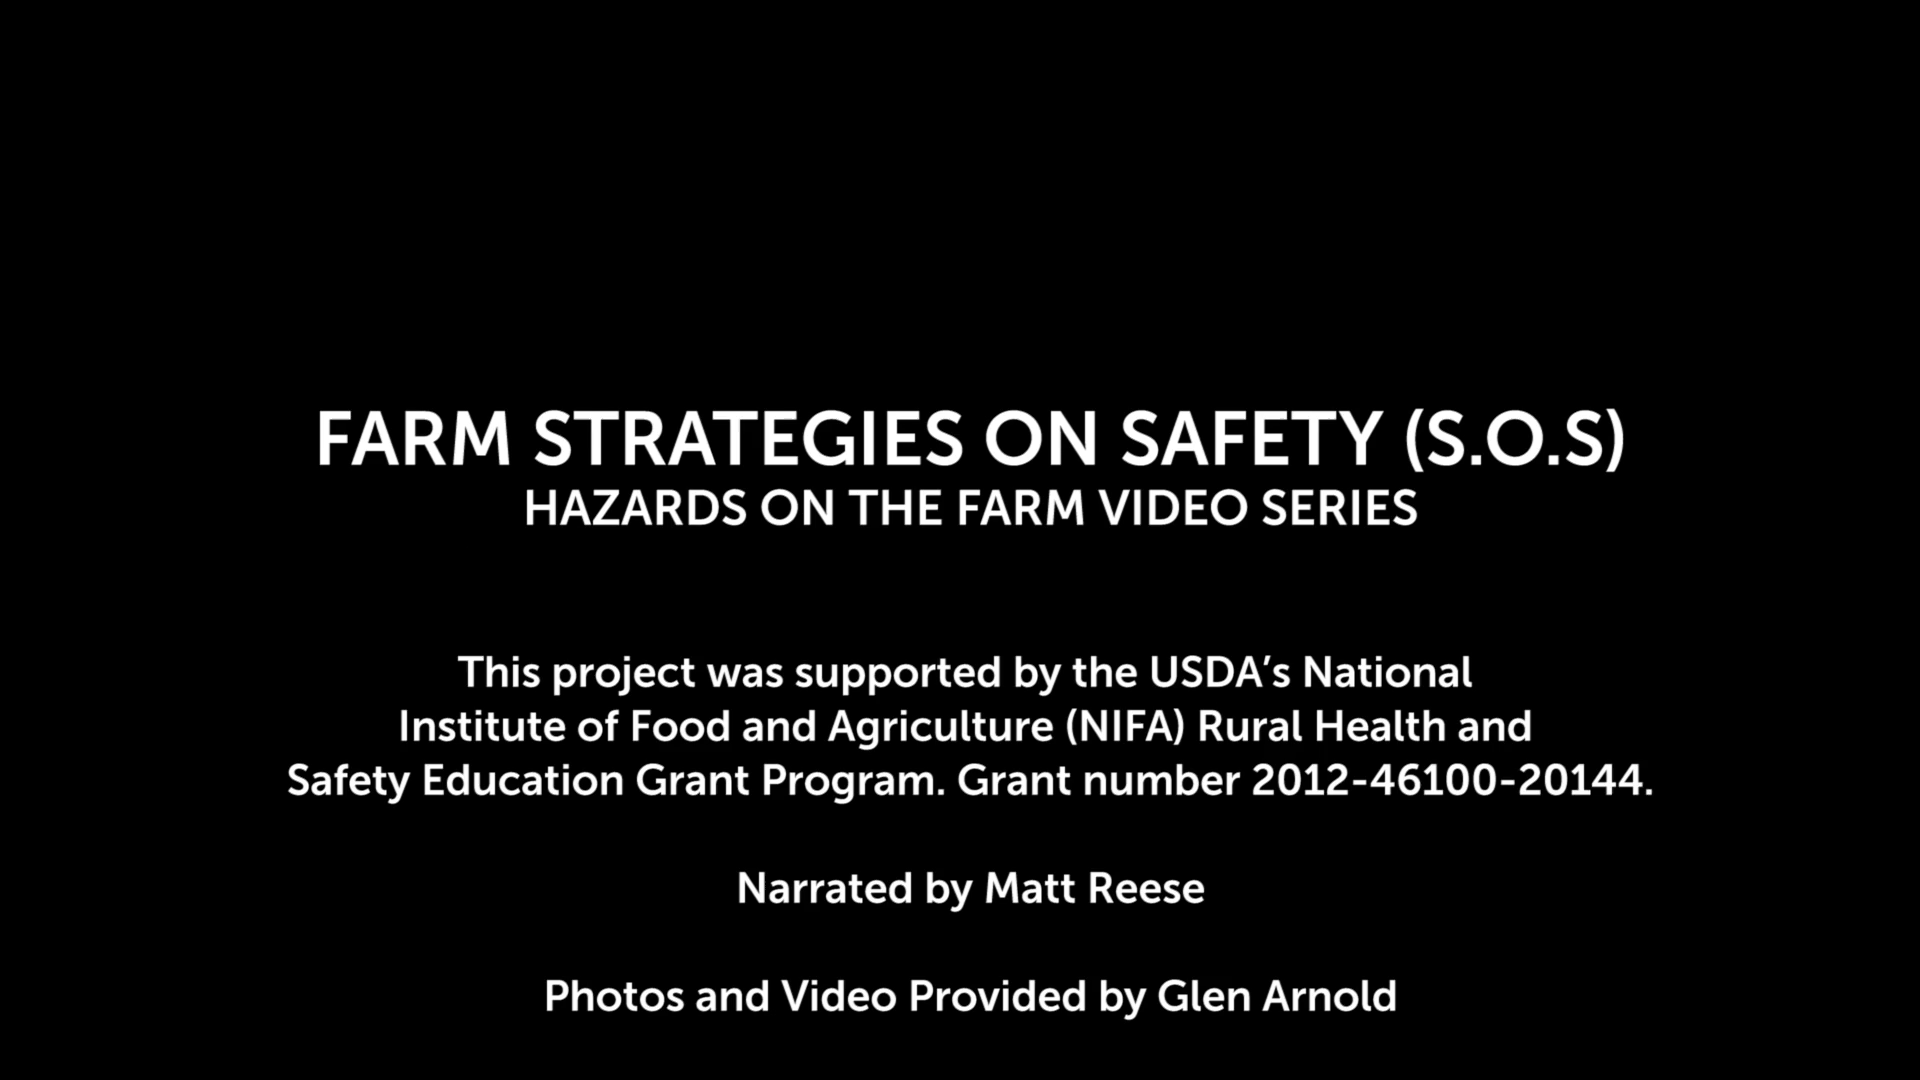 FARM STRATEGIES ON SAFETY (S.O.S)
HAZARDS ON THE FARM VIDEO SERIES
This project was supported by the USDA’s National
Institute of Food and Agriculture (NIFA) Rural Health and
Safety Education Grant Program. Grant number 2012-46100-20144.
Narrated by Matt Reese
Photos and Video Provided by Glen Arnold